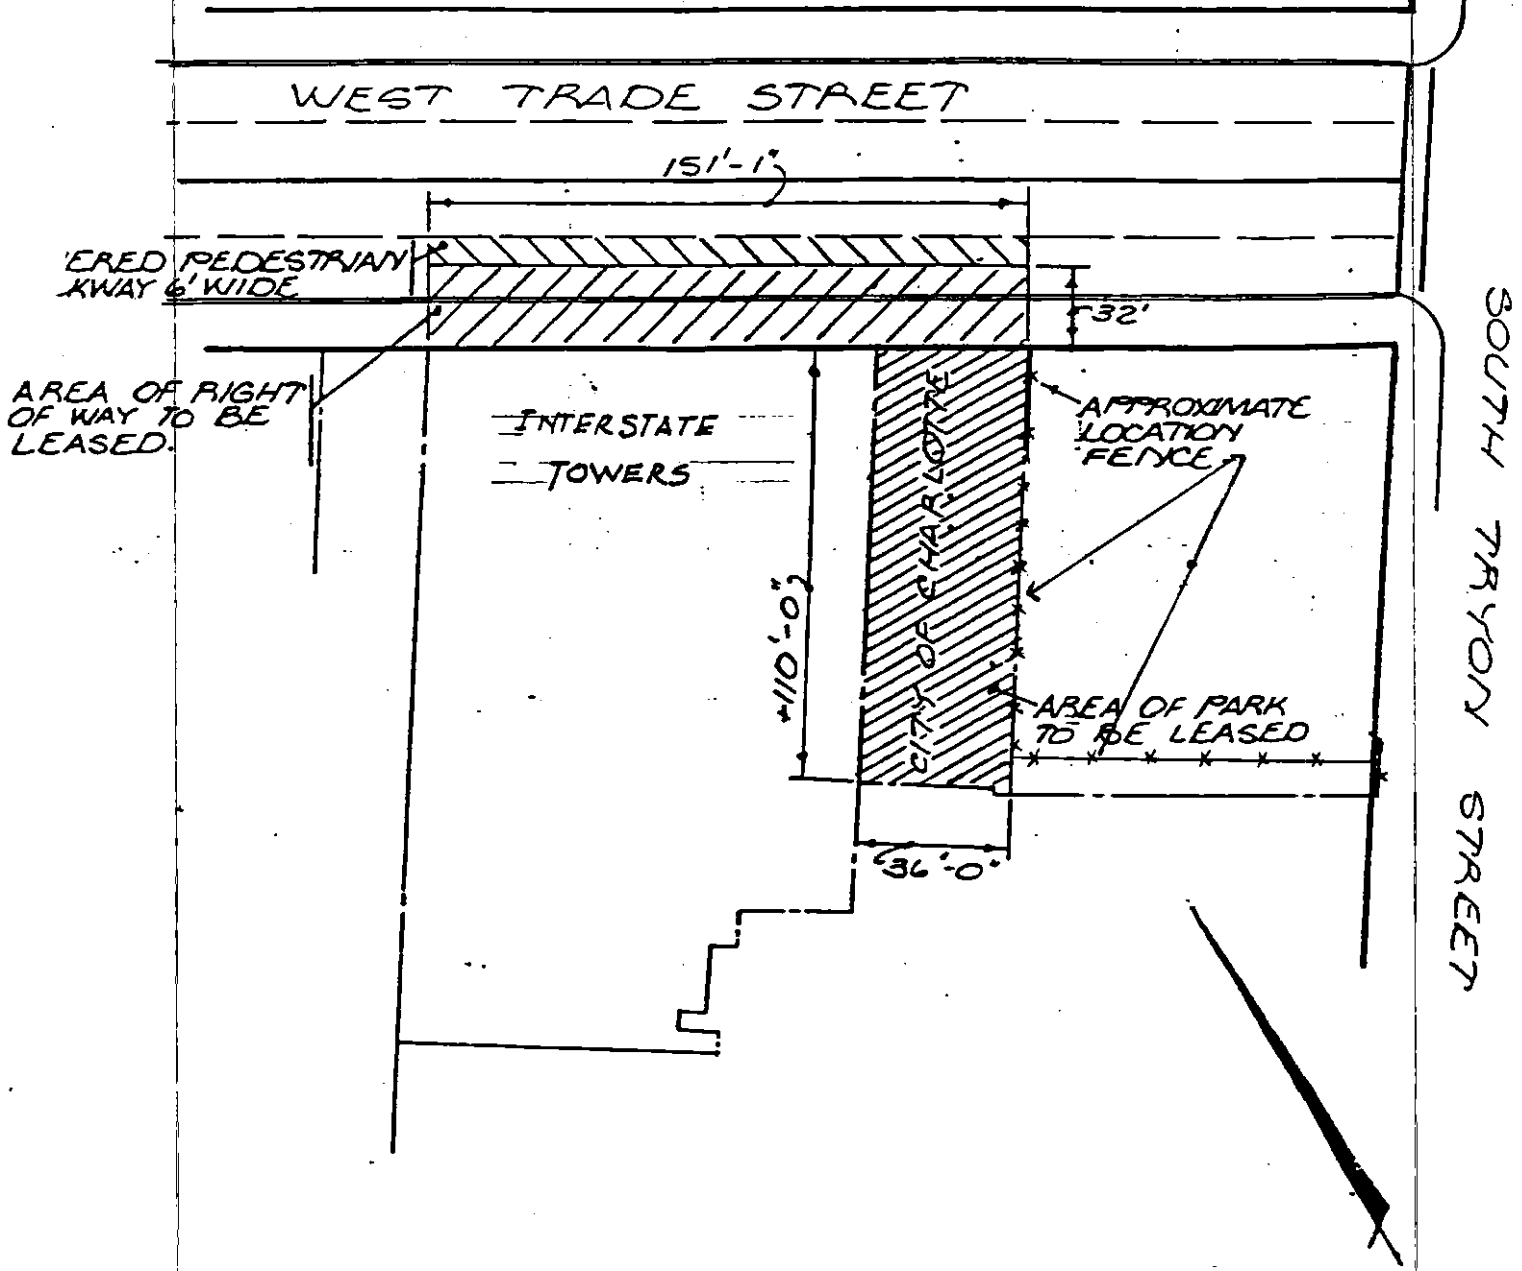 WEST TRADE STREET
151'-1"
ERED PEDESTRIAN
KWAY 6' WIDE
32'
AREA OF RIGHT
OF WAY TO BE
LEASED.
INTERSTATE
TOWERS
APPROXIMATE
LOCATION
FENCE
CITY OF CHARLOTTE
±110'-0"
AREA OF PARK
TO BE LEASED
36'-0"
SOUTH TRYON STREET